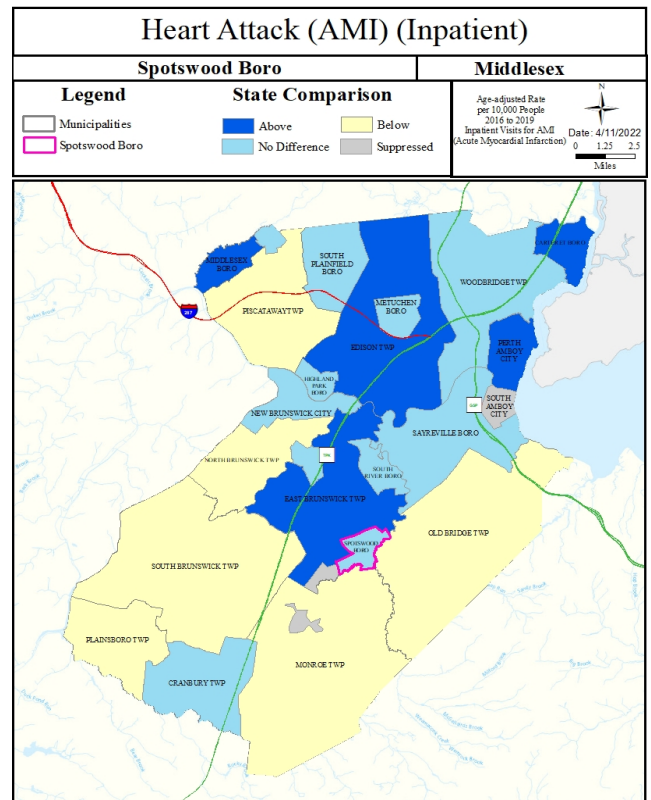 Heart Attack (AMI) (Inpatient)
Spotswood Boro
Middlesex
Legend
Municipalities
Spotswood Boro
State Comparison
Above
No Difference
Below
Suppressed
Age-adjusted Rate
per 10,000 People
2016 to 2019
Inpatient Visits for AMI
(Acute Myocardial Infarction)
N
Date: 4/11/2022
0 1.25 2.5
Miles
MIDDLESEX
BORO
SOUTH
PLAINFIELD
BORO
CARTERET BORO
WOODBRIDGE TWP
PISCATAWAY TWP
METUCHEN
BORO
287
EDISON TWP
PERTH
AMBOY
CITY
HIGHLAND
PARK
BORO
SOUTH
AMBOY
CITY
GSP
NEW BRUNSWICK CITY
SAYREVILLE BORO
NORTH BRUNSWICK TWP
TPK
SOUTH
RIVER BORO
EAST BRUNSWICK TWP
OLD BRIDGE TWP
SPOTSWOOD
BORO
SOUTH BRUNSWICK TWP
PLAINSBORO TWP
MONROE TWP
CRANBURY TWP